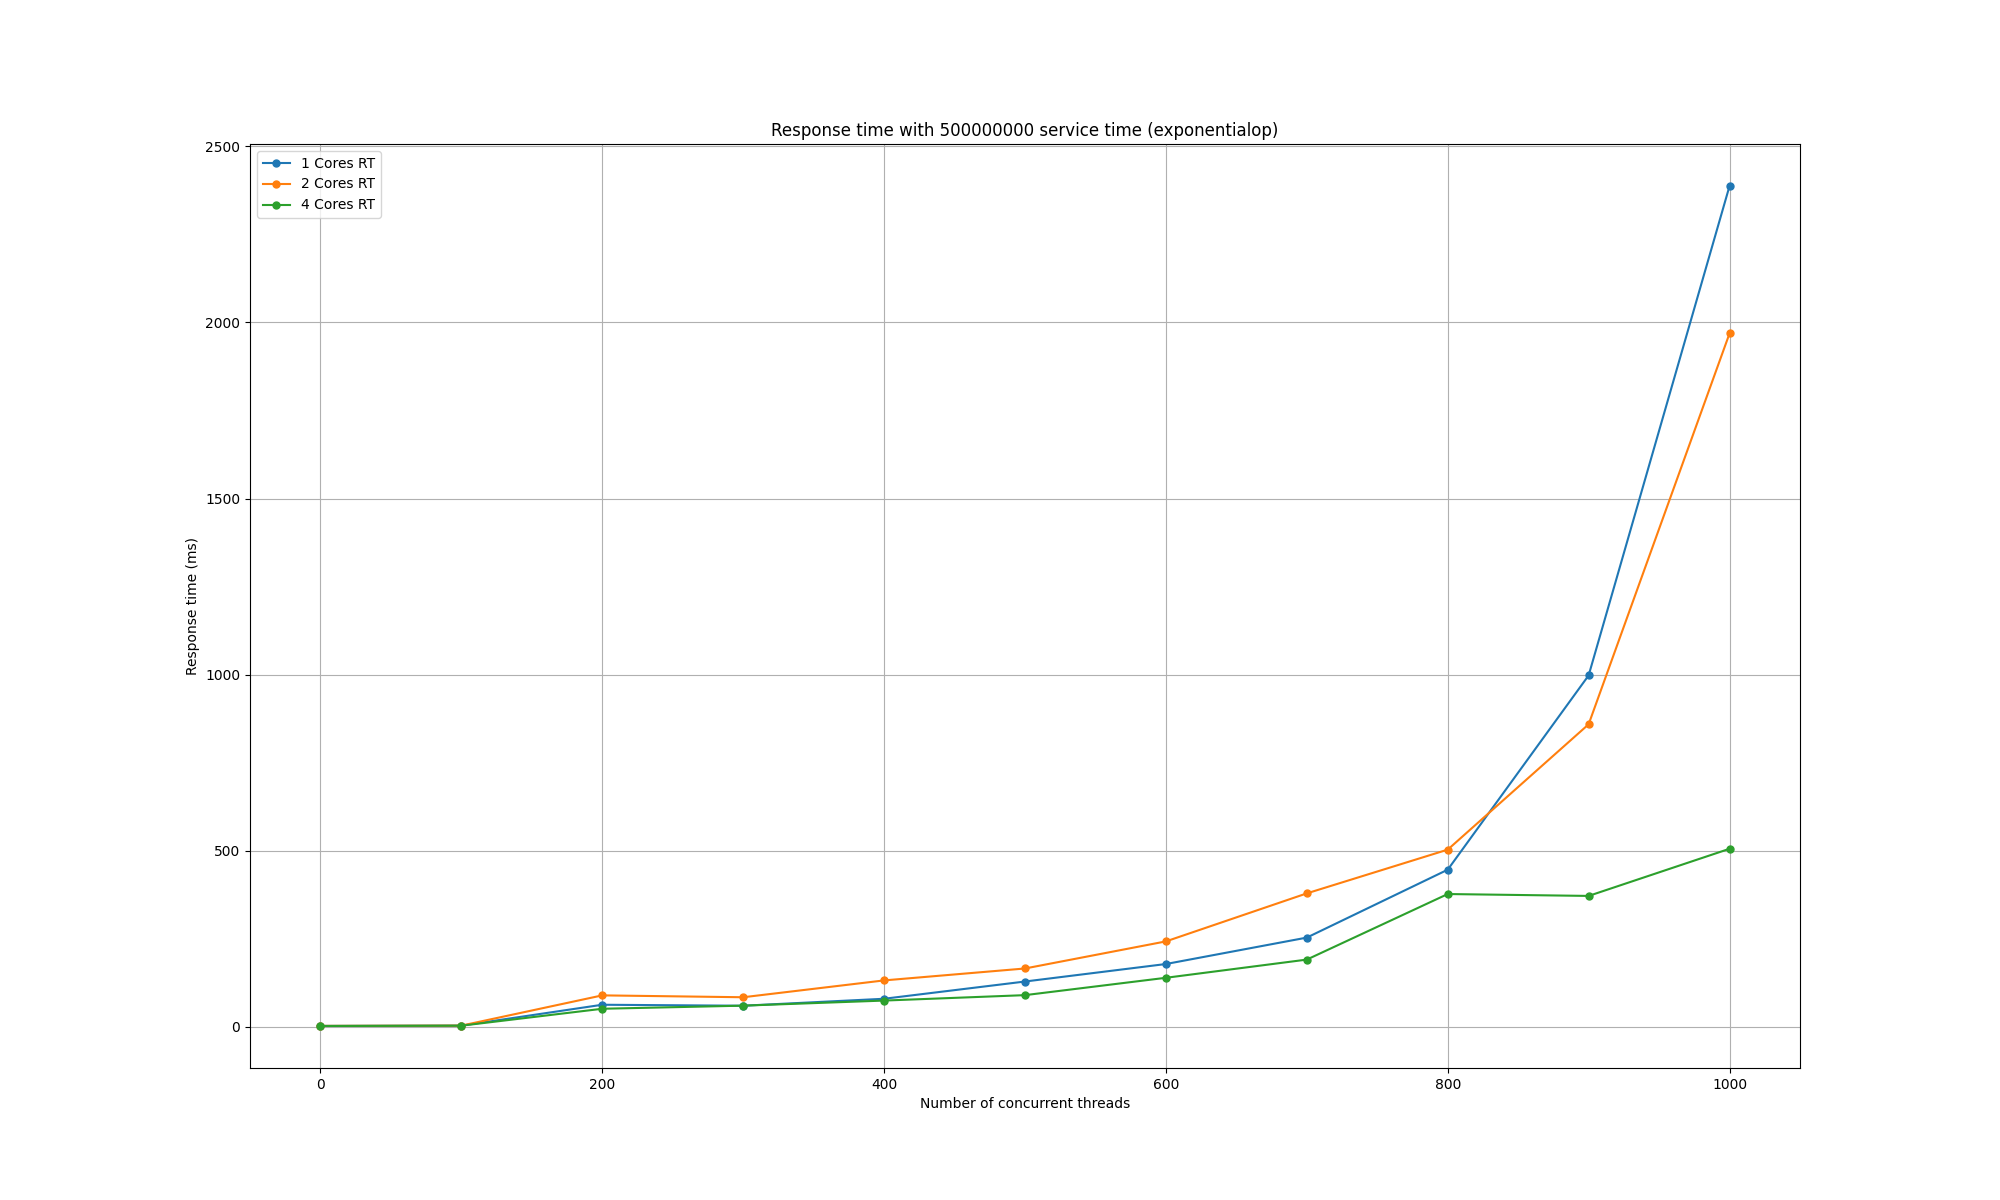 Response time with 500000000 service time (exponentialop)
1 Cores RT
2 Cores RT
4 Cores RT
Response time (ms)
2500
2000
1500
1000
500
0
0 200 400 600 800 1000
Number of concurrent threads